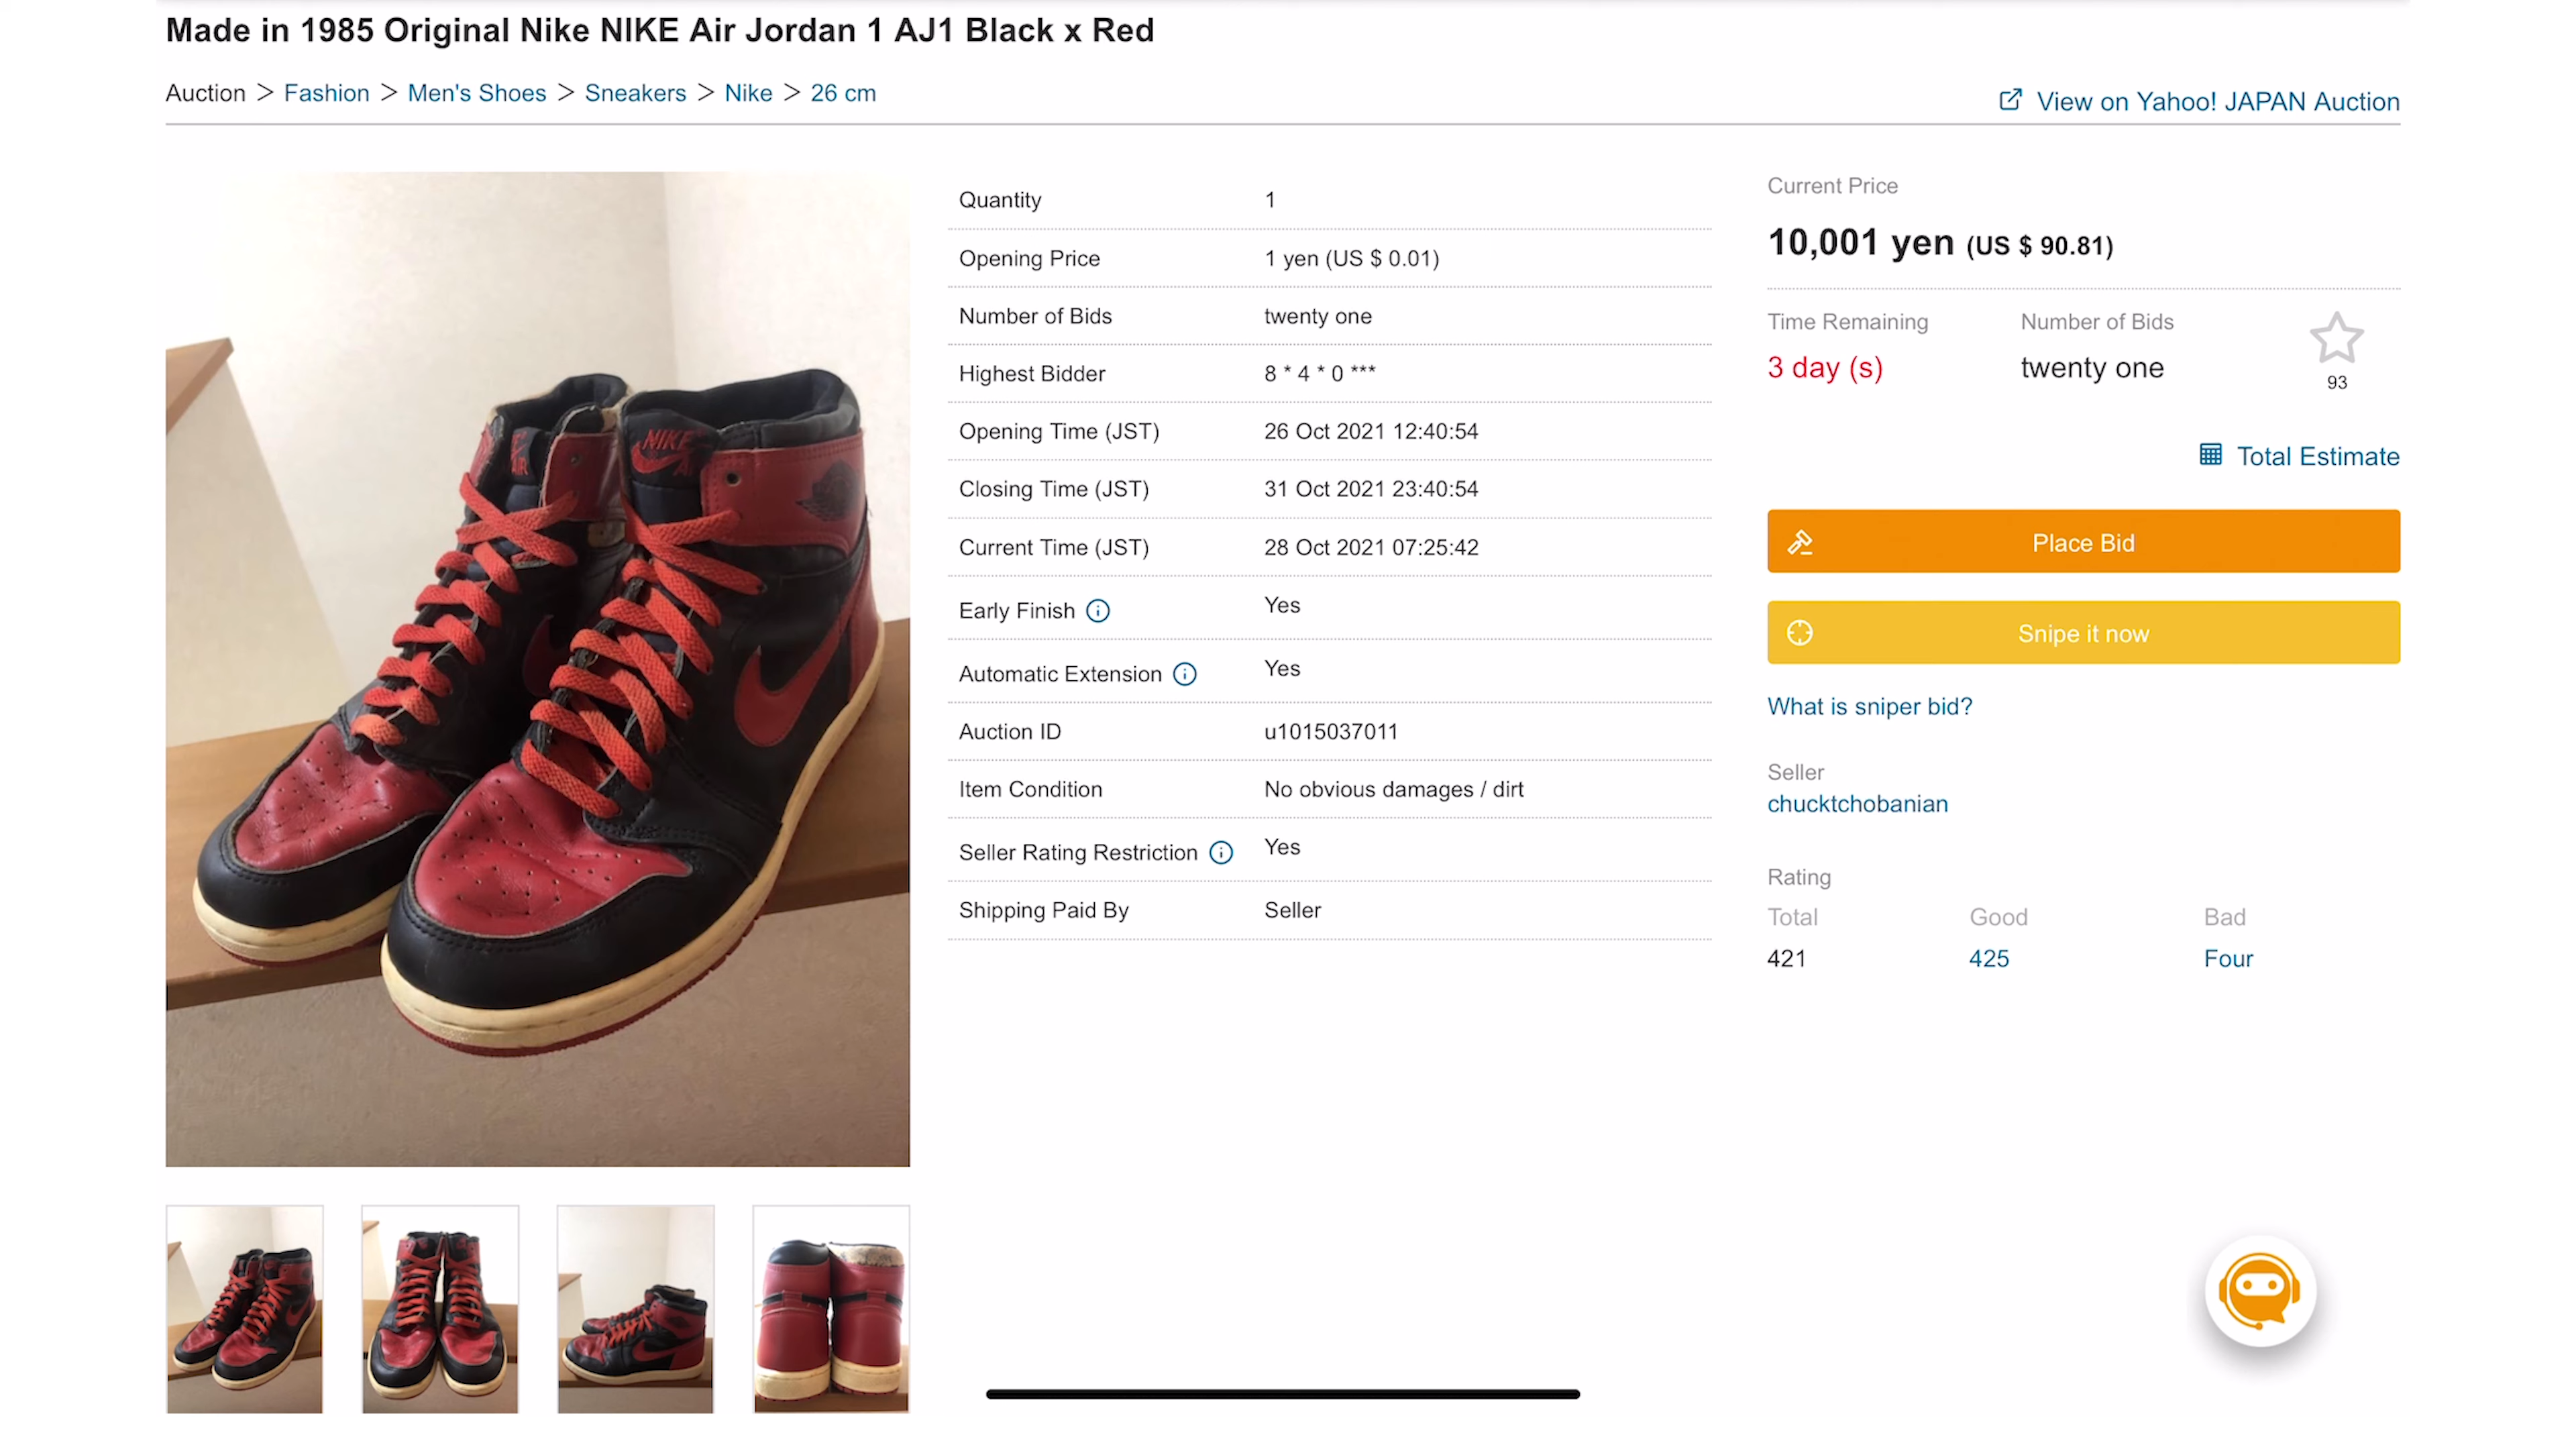 Made in 1985 Original Nike NIKE Air Jordan 1 AJ1 Black x Red
Auction > Fashion > Men's Shoes > Sneakers > Nike > 26 cm
View on Yahoo! JAPAN Auction
NIKE
AIR
Quantity 1
Opening Price 1 yen (US $ 0.01)
Number of Bids twenty one
Highest Bidder 8 * 4 * 0 ***
Opening Time (JST) 26 Oct 2021 12:40:54
Closing Time (JST) 31 Oct 2021 23:40:54
Current Time (JST) 28 Oct 2021 07:25:42
Early Finish Yes
Automatic Extension Yes
Auction ID u1015037011
Item Condition No obvious damages / dirt
Seller Rating Restriction Yes
Shipping Paid By Seller
Current Price
10,001 yen (US $ 90.81)
Time Remaining Number of Bids
3 day (s) twenty one
93
Total Estimate
Place Bid
Snipe it now
What is sniper bid?
Seller
chucktchobanian
Rating
Total Good Bad
421 425 Four